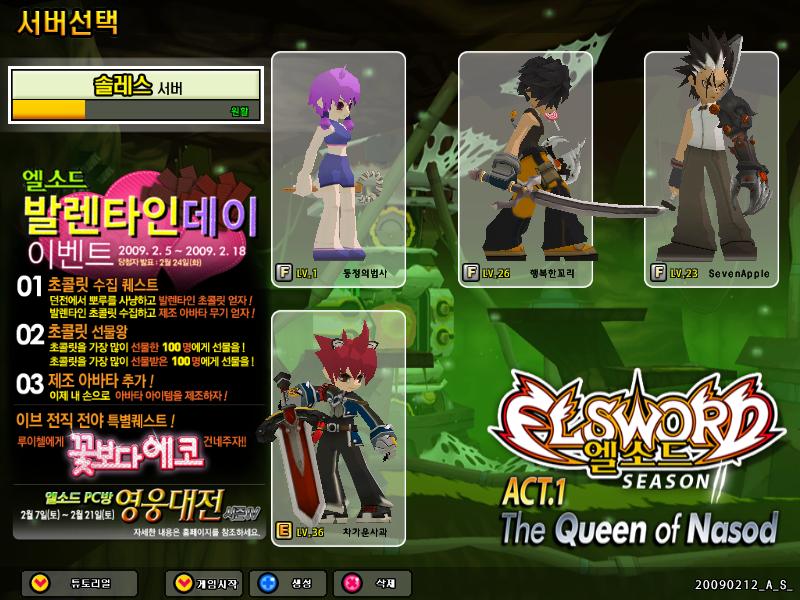 서버선택
솔레스 서버
원활
엘소드
발렌타인데이
이벤트 2009. 2. 5 ~ 2009. 2. 18
당첨자 발표 : 2월 24일(화)
01 초콜릿 수집 퀘스트
던전에서 뽀루를 사냥하고 발렌타인 초콜릿 얻자!
발렌타인 초콜릿 수집하고 제조 아바타 무기 얻자!
02 초콜릿 선물왕
초콜릿을 가장 많이 선물한 100명에게 선물을!
초콜릿을 가장 많이 선물받은 100명에게 선물을!
03 제조 아바타 추가!
이제 내 손으로 아바타 아이템을 제조하자!
이브 전직 전야 특별퀘스트!
루이첼에게 꽃보다에코 건네주자!!
엘소드 PC방 영웅대전 시즌IV
2월 7일(토) ~ 2월 21일(토)
자세한 내용은 홈페이지를 참조하세요.
F LV.1 동정의법사
F LV.26 행복한꼬리
F LV.23 SevenApple
E LV.36 차가운사과
ELSWORD
엘소드
SEASON II
ACT.1
The Queen of Nasod
튜토리얼
게임시작
생성
삭제
20090212_A_S_